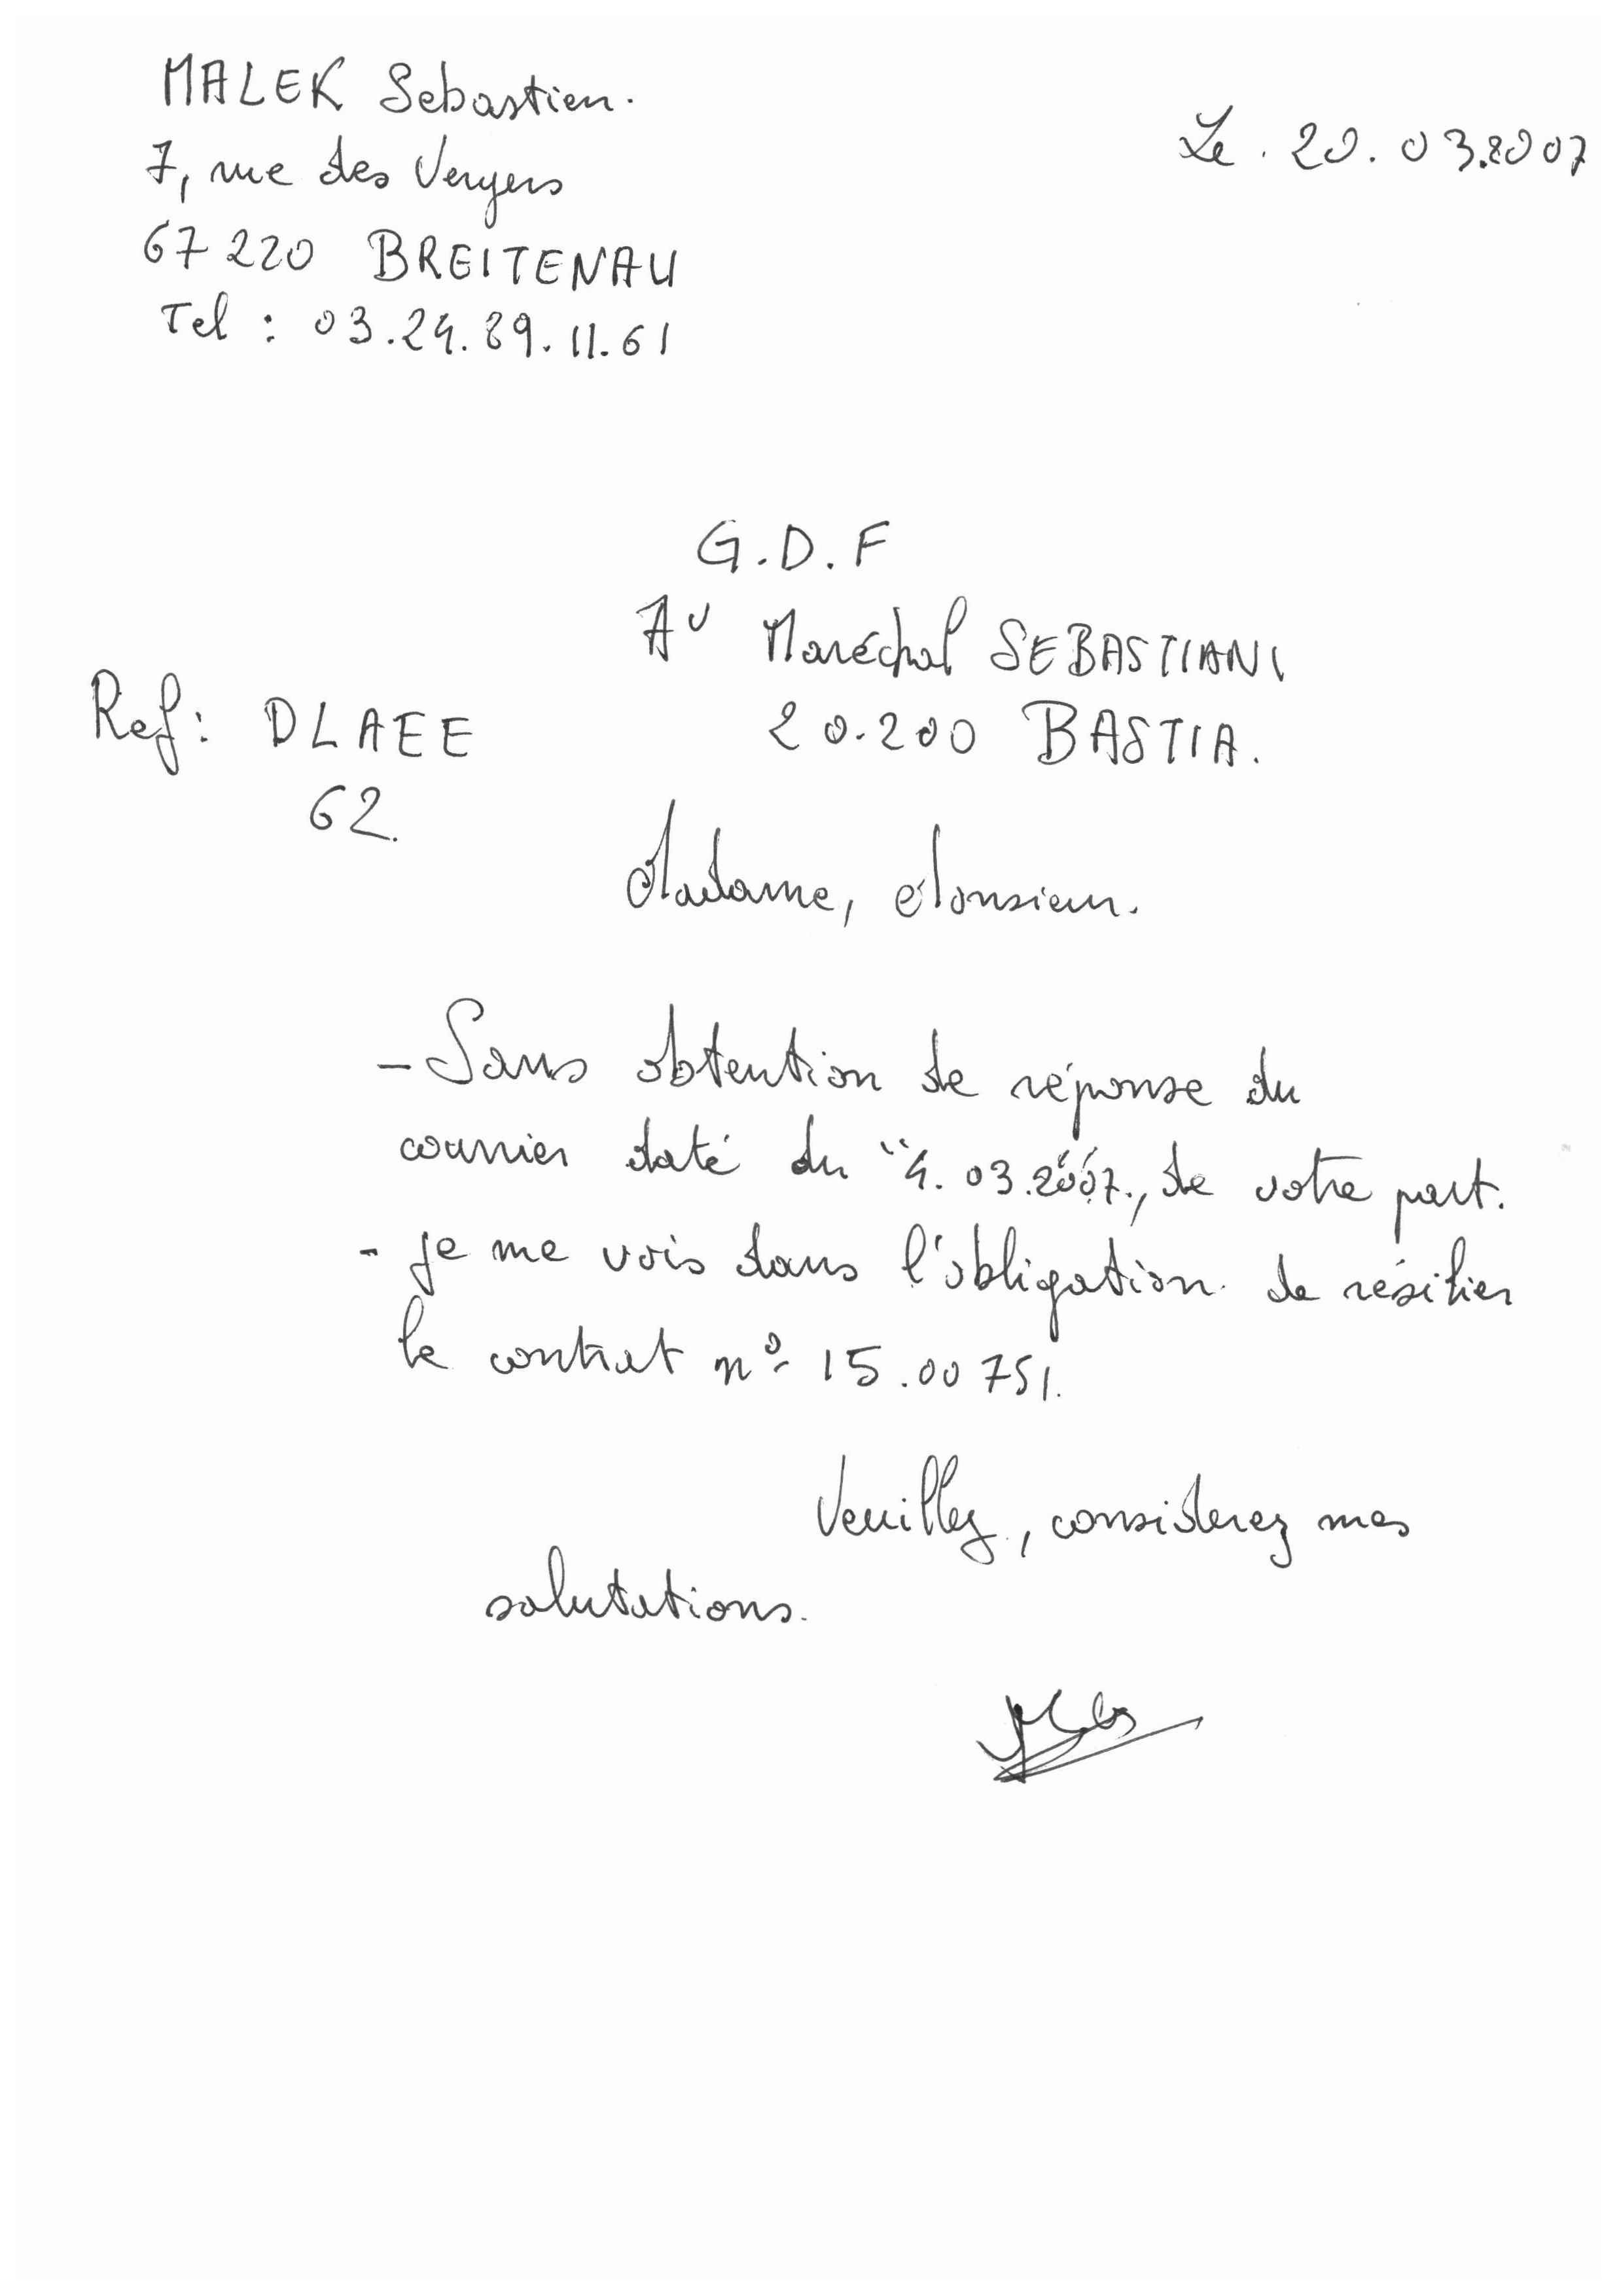 MALEK Sebastien.
Le. 20.03.2007
7, rue des Vergers
67220 BREITENAU
Tel : 03.24.89.11.61
G.D.F
Av Maréchal SEBASTIANI
Ref: DLAEE
20.200 BASTIA.
62.
Madame, Monsieur.
- Sans obtention de réponse du
courrier daté du "4.03.2007", de votre part.
- je me vois dans l'obligation de résilier
le contrat n° 15.00751.
Veuillez, considerez mes
salutations.